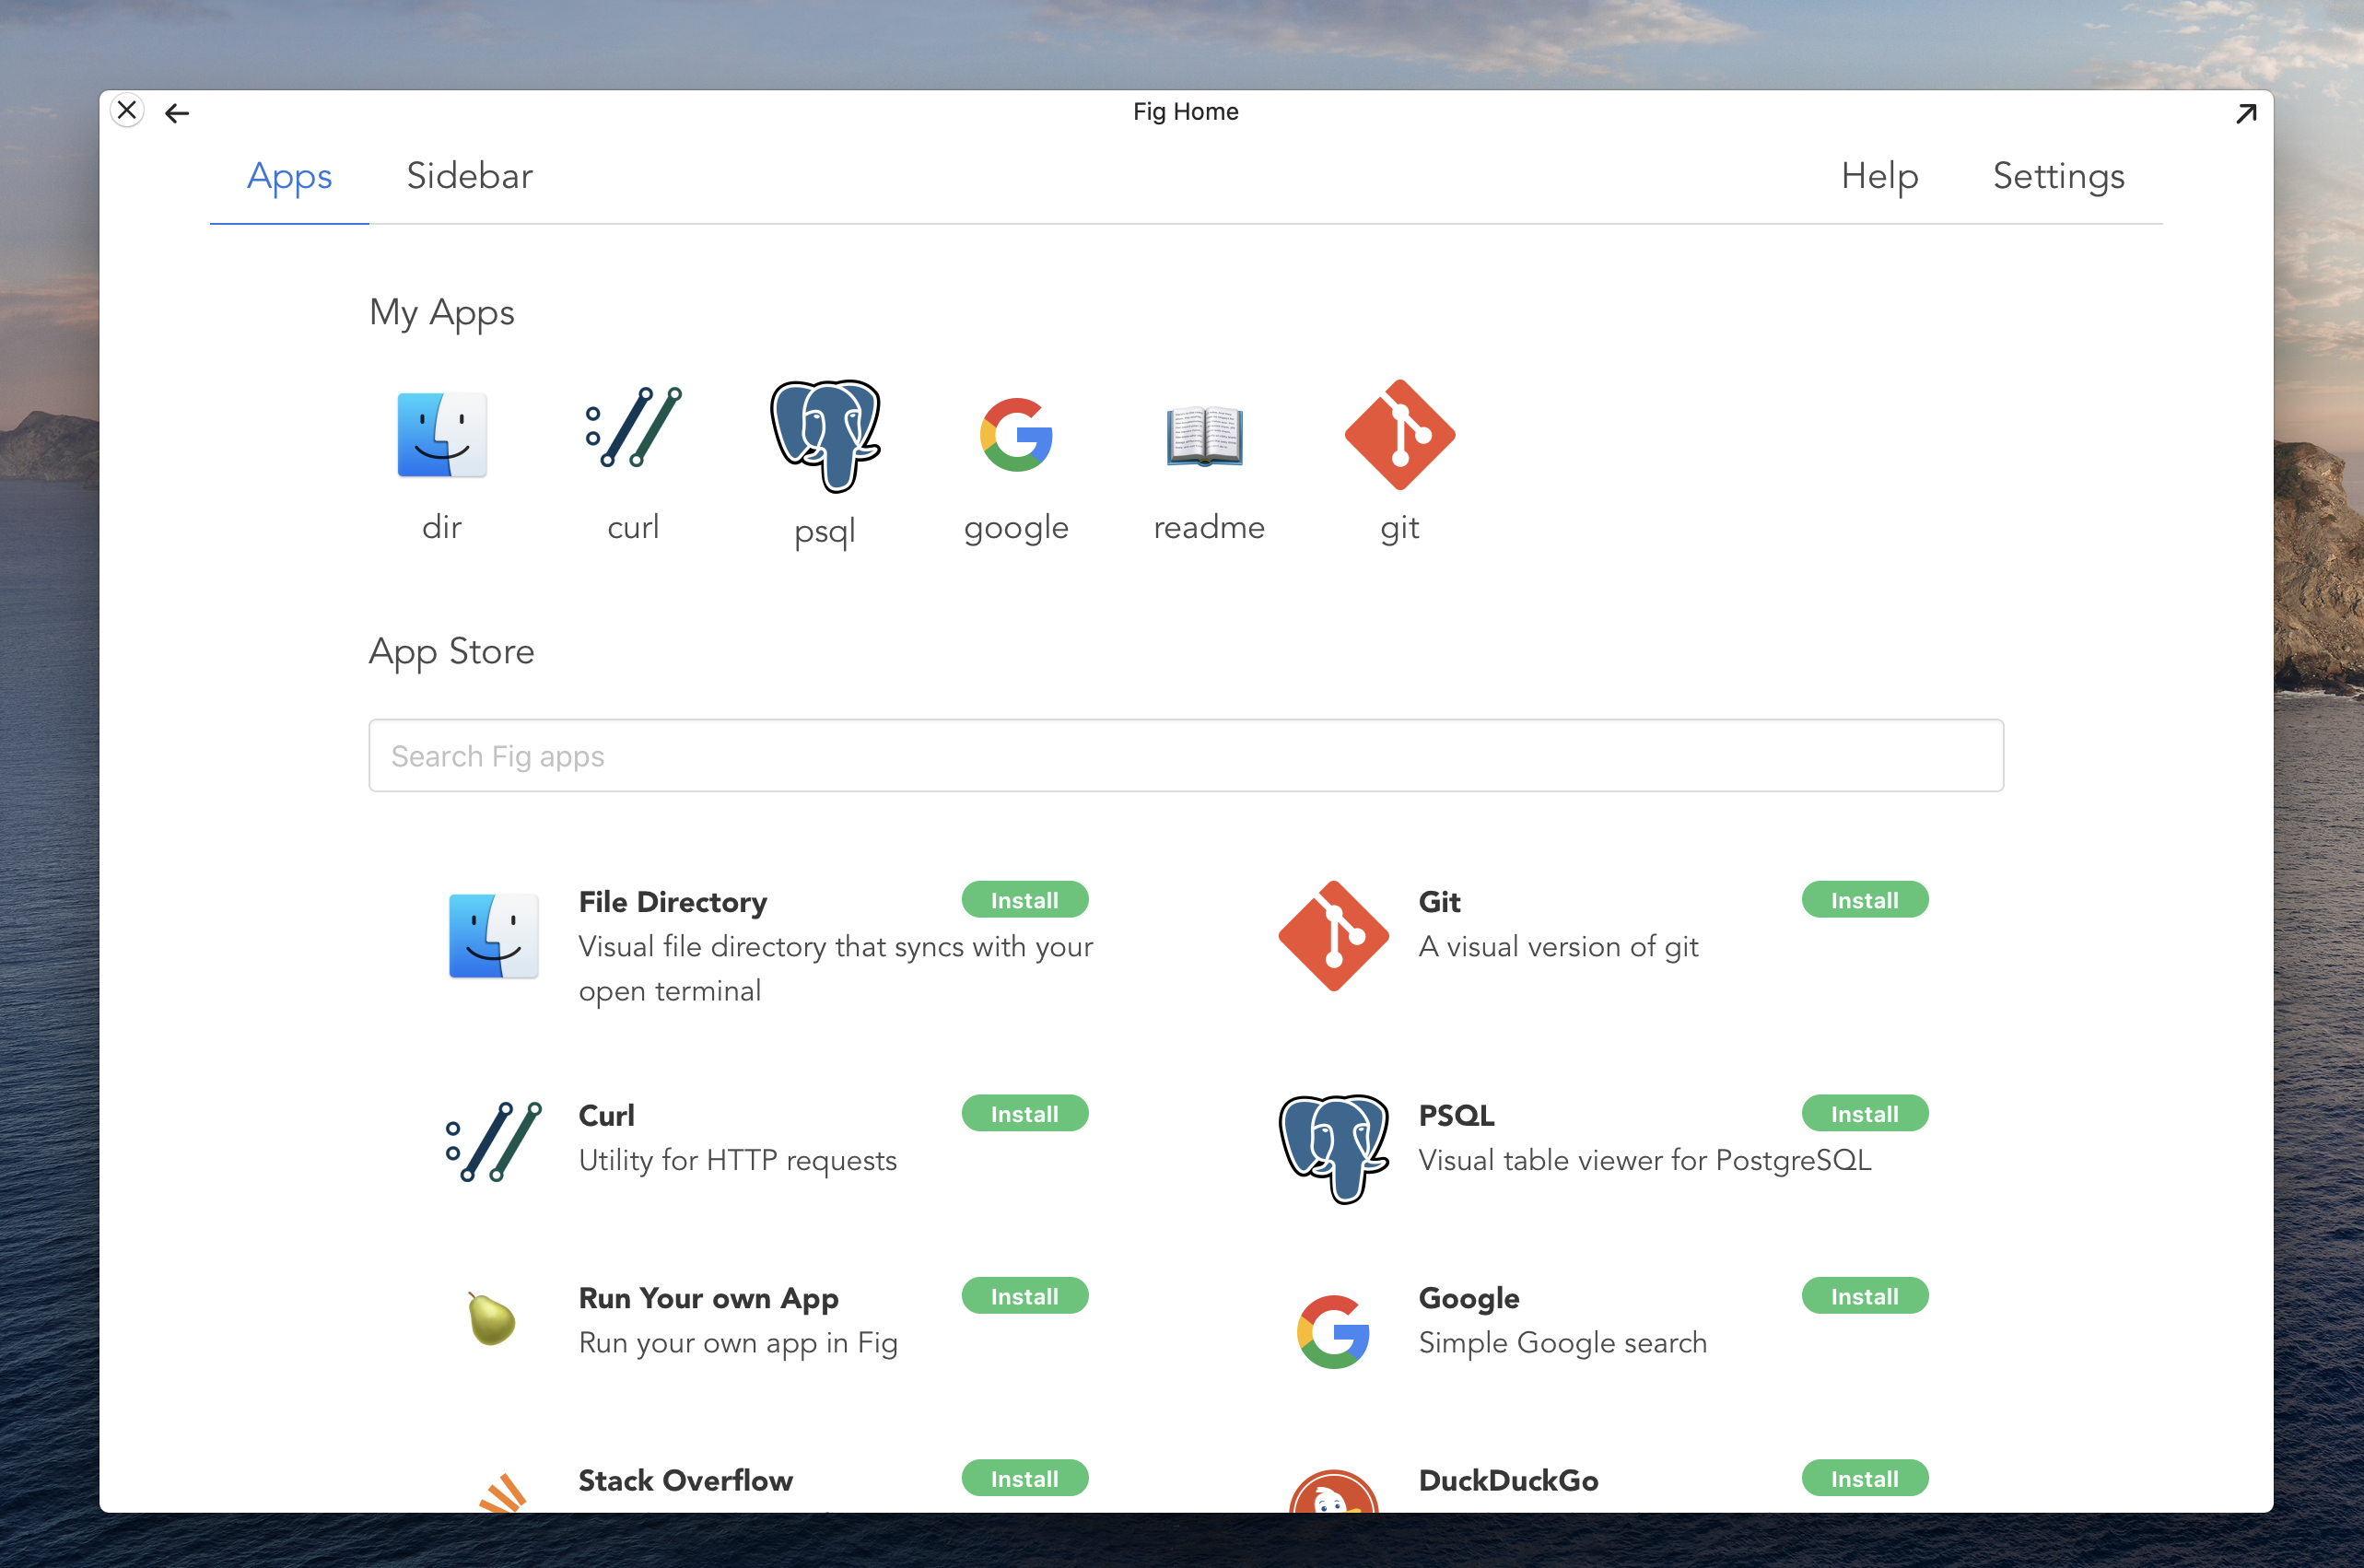 Fig Home
Apps
Sidebar
Help
Settings
My Apps
dir
curl
psql
google
readme
git
App Store
Search Fig apps
File Directory
Install
Visual file directory that syncs with your
open terminal
Git
Install
A visual version of git
Curl
Install
Utility for HTTP requests
PSQL
Install
Visual table viewer for PostgreSQL
Run Your own App
Install
Run your own app in Fig
Google
Install
Simple Google search
Stack Overflow
Install
DuckDuckGo
Install